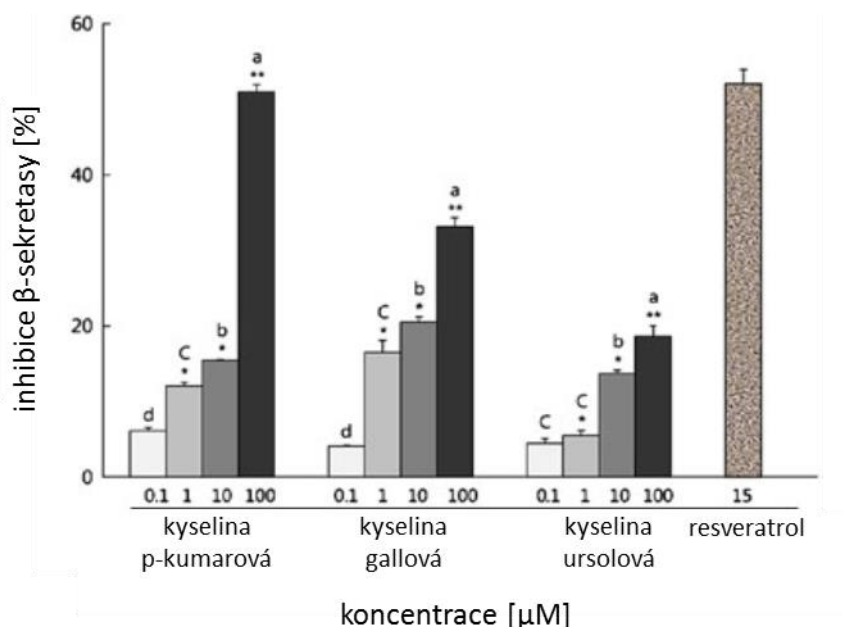 60
a
**
40
a
**
inhibice β-sekretasy [%]
C
*
b
*
20
a
**
b
*
C
*
b
*
d
d
C
C
*
0
0.1 1 10 100 0.1 1 10 100 0.1 1 10 100 15
kyselina p-kumarová
kyselina gallová
kyselina ursolová
resveratrol
koncentrace [µM]